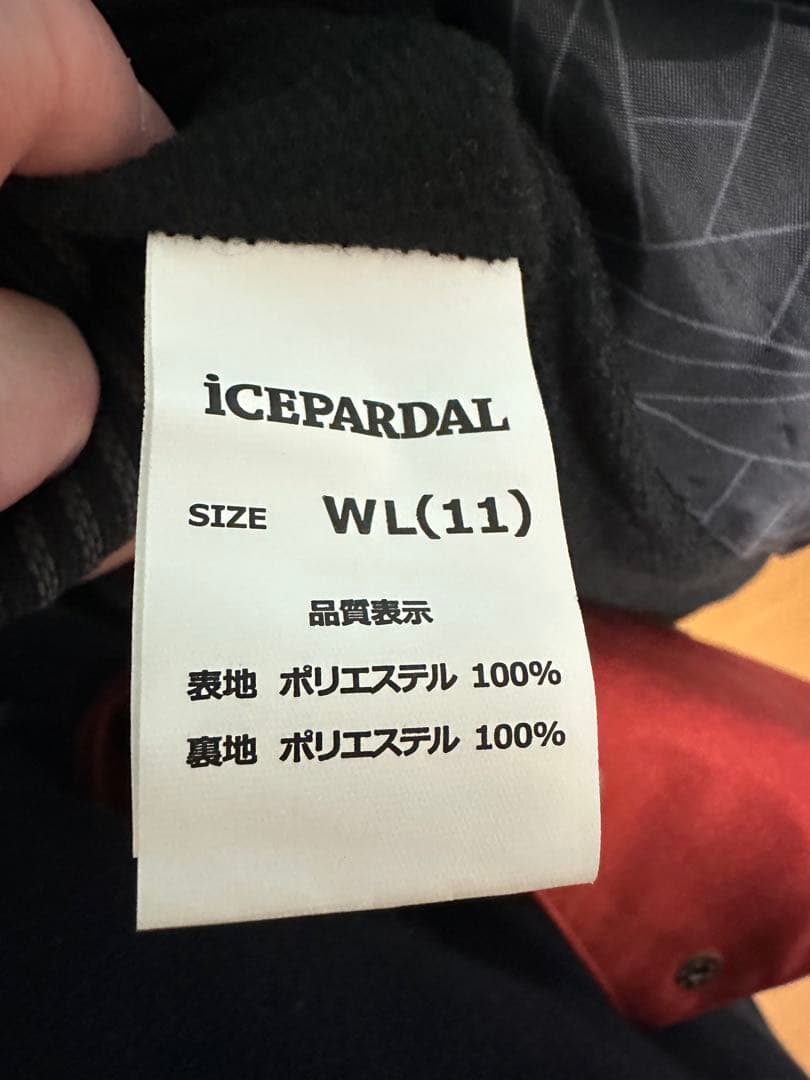 iCEPARDAL
SIZE WL(11)
品質表示
表地 ポリエステル 100%
裏地 ポリエステル 100%